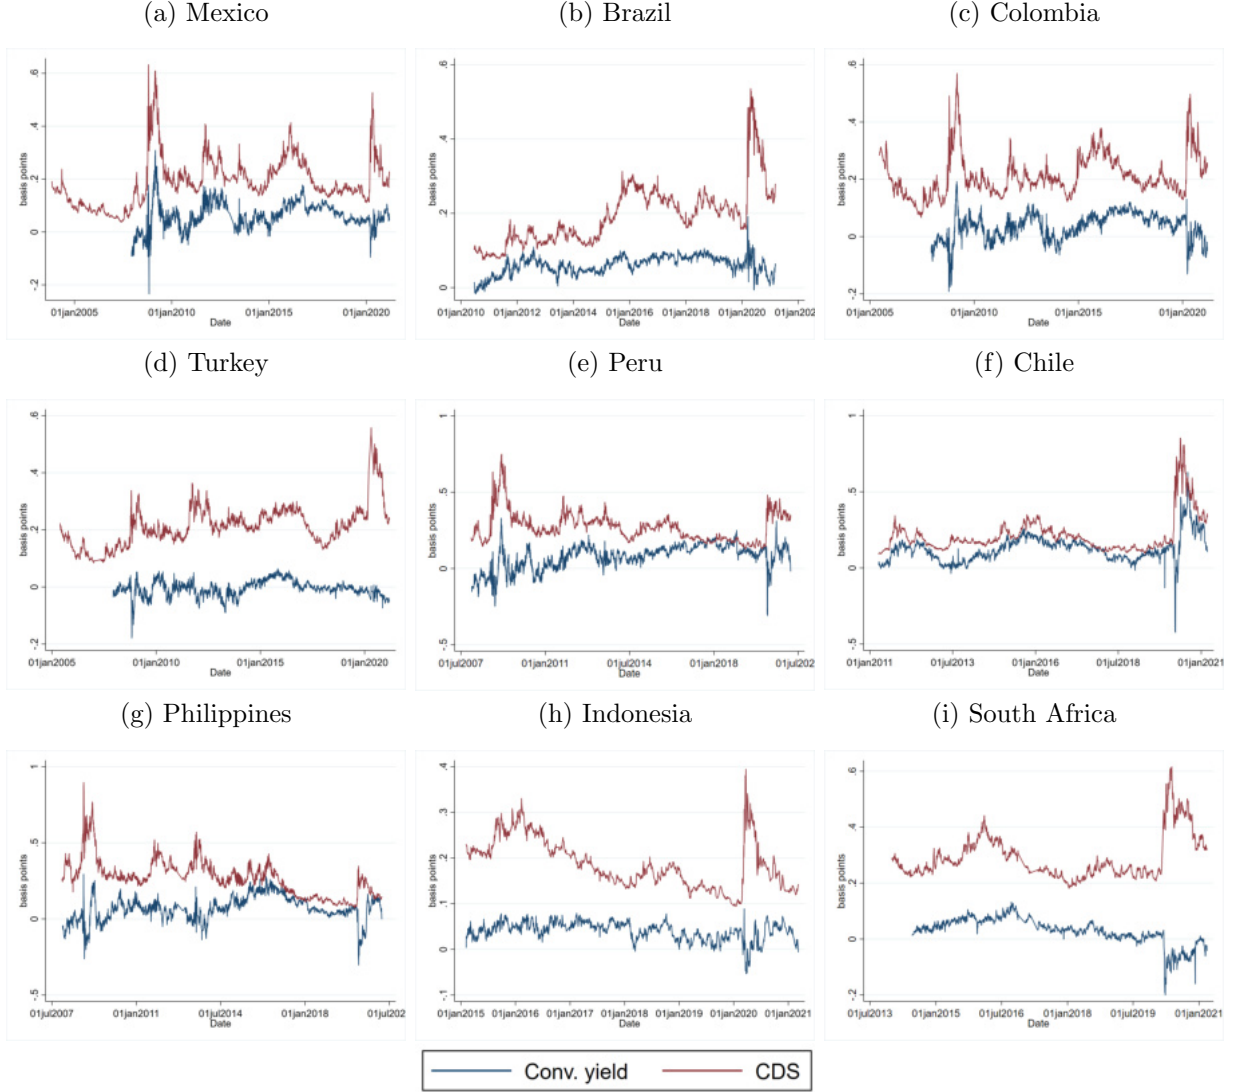 (a) Mexico
(b) Brazil
(c) Colombia
basis points
.6
.4
.2
0
-.2
01jan2005
01jan2010
01jan2015
01jan2020
Date
basis points
.6
.4
.2
0
01jan2010
01jan2012
01jan2014
01jan2016
01jan2018
01jan2020
01jan202
Date
basis points
.6
.4
.2
0
-.2
01jan2005
01jan2010
01jan2015
01jan2020
Date
(d) Turkey
(e) Peru
(f) Chile
basis points
.6
.4
.2
0
-.2
01jan2005
01jan2010
01jan2015
01jan2020
Date
basis points
1
.5
0
-.5
01jul2007
01jan2011
01jul2014
01jan2018
01jul202
Date
basis points
1
.5
0
-.5
01jan2011
01jul2013
01jan2016
01jul2018
01jan2021
Date
(g) Philippines
(h) Indonesia
(i) South Africa
basis points
1
.5
0
-.5
01jul2007
01jan2011
01jul2014
01jan2018
01jul202
Date
basis points
.4
.3
.2
.1
0
-.1
01jan2015
01jan2016
01jan2017
01jan2018
01jan2019
01jan2020
01jan2021
Date
basis points
.6
.4
.2
0
-.2
01jul2013
01jan2015
01jul2016
01jan2018
01jul2019
01jan2021
Date
Conv. yield
CDS